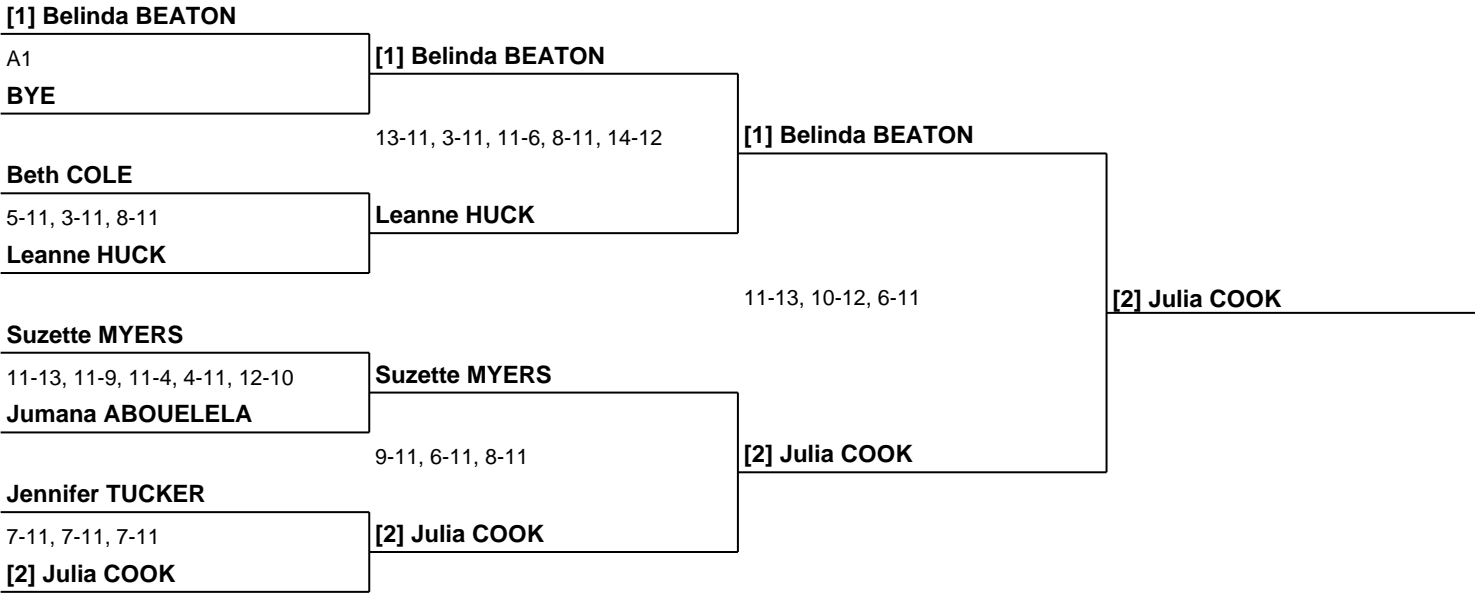 [1] Belinda BEATON
A1
[1] Belinda BEATON
BYE
13-11, 3-11, 11-6, 8-11, 14-12
[1] Belinda BEATON
Beth COLE
5-11, 3-11, 8-11
Leanne HUCK
Leanne HUCK
11-13, 10-12, 6-11
[2] Julia COOK
Suzette MYERS
11-13, 11-9, 11-4, 4-11, 12-10
Suzette MYERS
Jumana ABOUELELA
9-11, 6-11, 8-11
[2] Julia COOK
Jennifer TUCKER
7-11, 7-11, 7-11
[2] Julia COOK
[2] Julia COOK